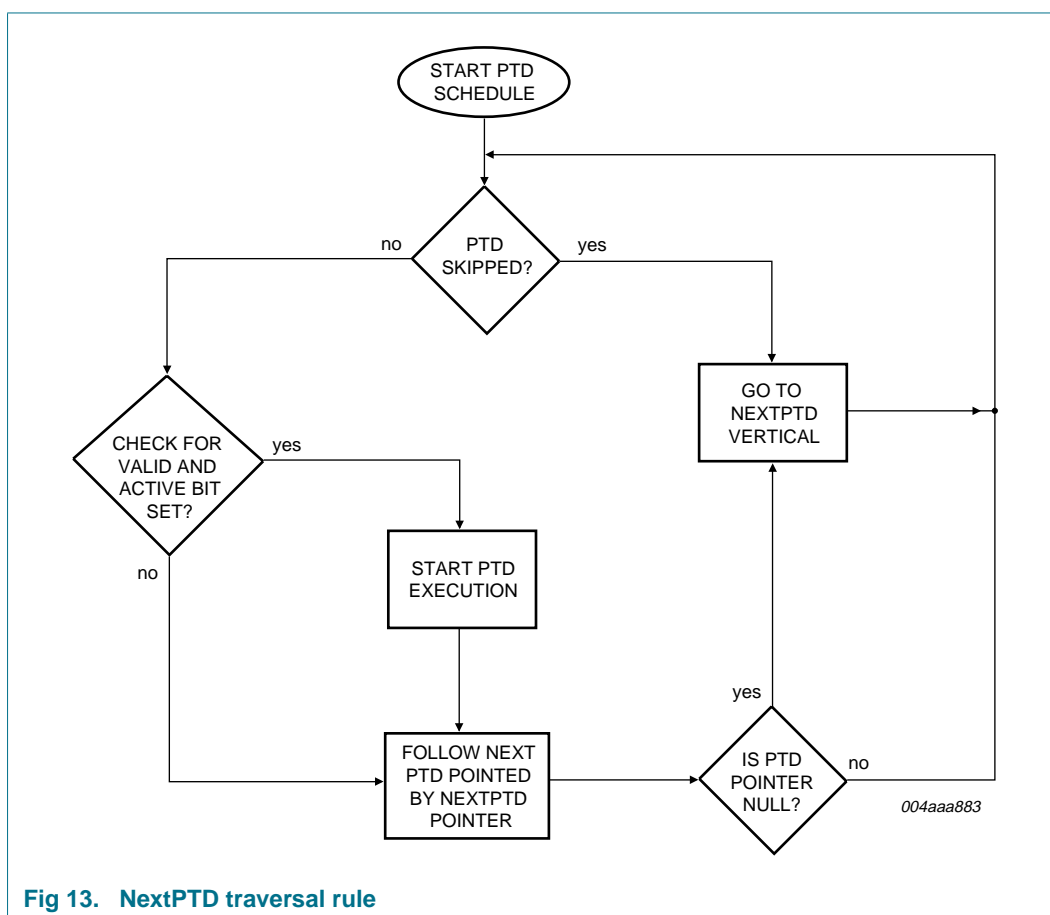 START PTD
SCHEDULE
no
PTD
SKIPPED?
yes
GO TO
NEXTPTD
VERTICAL
CHECK FOR
VALID AND
ACTIVE BIT
SET?
yes
no
START PTD
EXECUTION
yes
FOLLOW NEXT
PTD POINTED
BY NEXTPTD
POINTER
IS PTD
POINTER
NULL?
no
004aaa883
Fig 13. NextPTD traversal rule